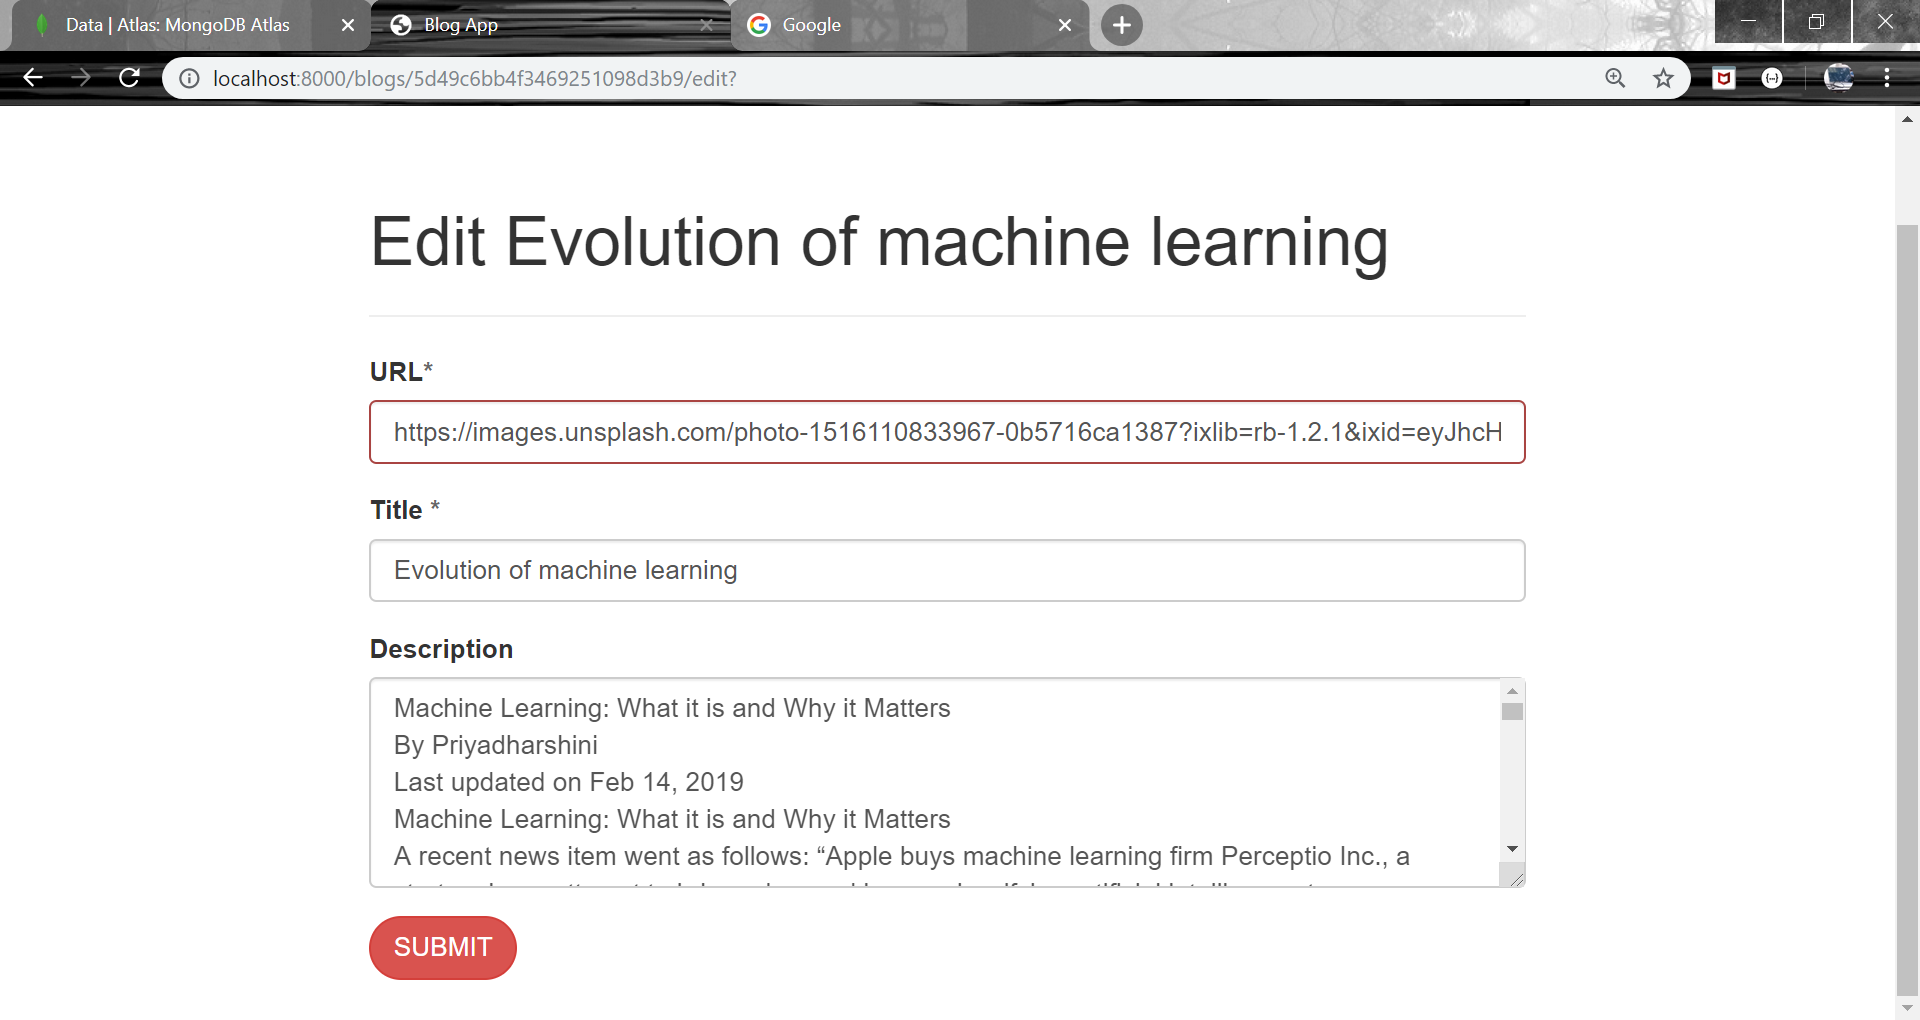 Data | Atlas: MongoDB Atlas
Blog App
Google
localhost:8000/blogs/5d49c6bb4f3469251098d3b9/edit?
Edit Evolution of machine learning
URL*
https://images.unsplash.com/photo-1516110833967-0b5716ca1387?ixlib=rb-1.2.1&ixid=eyJhcH
Title *
Evolution of machine learning
Description
Machine Learning: What it is and Why it Matters
By Priyadharshini
Last updated on Feb 14, 2019
Machine Learning: What it is and Why it Matters
A recent news item went as follows: “Apple buys machine learning firm Perceptio Inc., a
SUBMIT